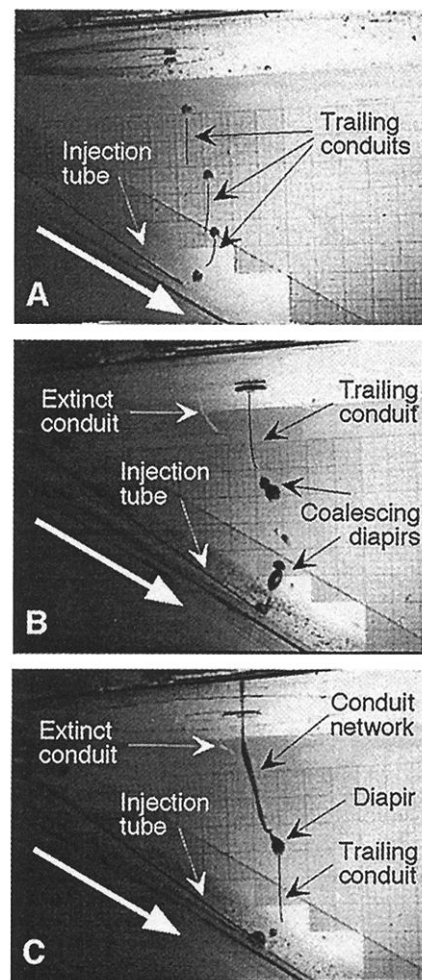 Injection
tube
Trailing
conduits
A
Extinct
conduit
Trailing
conduit
Injection
tube
Coalescing
diapirs
B
Extinct
conduit
Conduit
network
Injection
tube
Diapir
Trailing
conduit
C